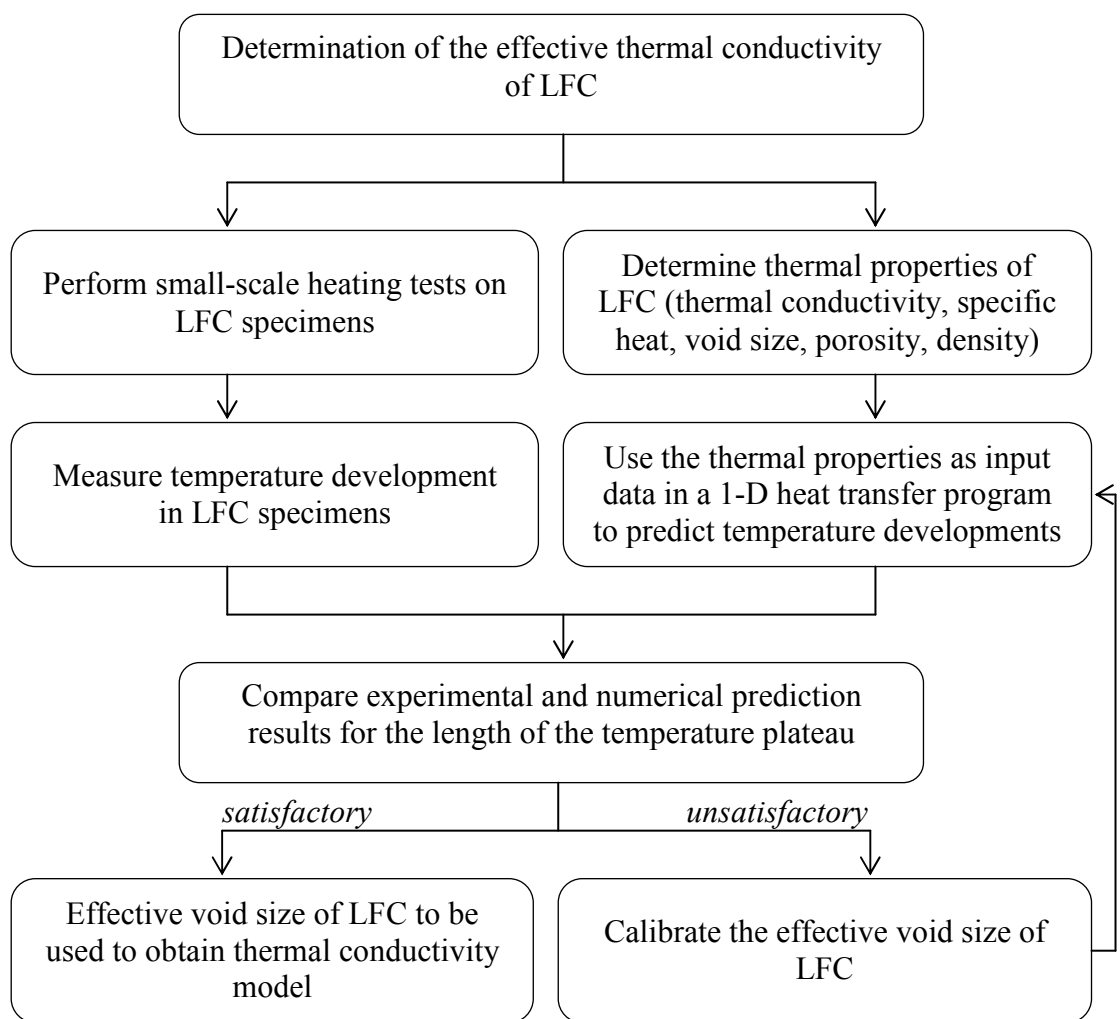 Determination of the effective thermal conductivity
of LFC
Perform small-scale heating tests on
LFC specimens
Determine thermal properties of
LFC (thermal conductivity, specific
heat, void size, porosity, density)
Measure temperature development
in LFC specimens
Use the thermal properties as input
data in a 1-D heat transfer program
to predict temperature developments
Compare experimental and numerical prediction
results for the length of the temperature plateau
satisfactory
unsatisfactory
Effective void size of LFC to be
used to obtain thermal conductivity
model
Calibrate the effective void size of
LFC